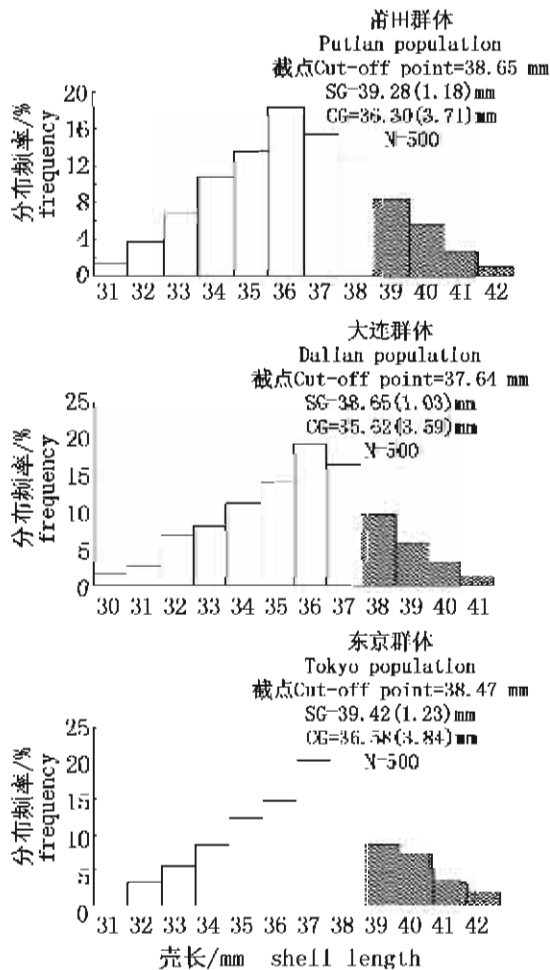 莆田群体
Putian population
截点Cut-off point=38.65 mm
SG=39.28(1.18)mm
CG=36.30(3.71)mm
N=500
分布频率/%
frequency
20
16
12
8
4
0
31 32 33 34 35 36 37 38 39 40 41 42
大连群体
Dalian population
截点Cut-off point=37.64 mm
SG=38.65(1.03)mm
CG=35.62(3.59)mm
N=500
分布频率/%
frequency
25
20
15
10
5
0
30 31 32 33 34 35 36 37 38 39 40 41
东京群体
Tokyo population
截点Cut-off point=38.47 mm
SG=39.42(1.23)mm
CG=36.58(3.84)mm
N=500
分布频率/%
frequency
25
20
15
10
5
0
31 32 33 34 35 36 37 38 39 40 41 42
壳长/mm shell length